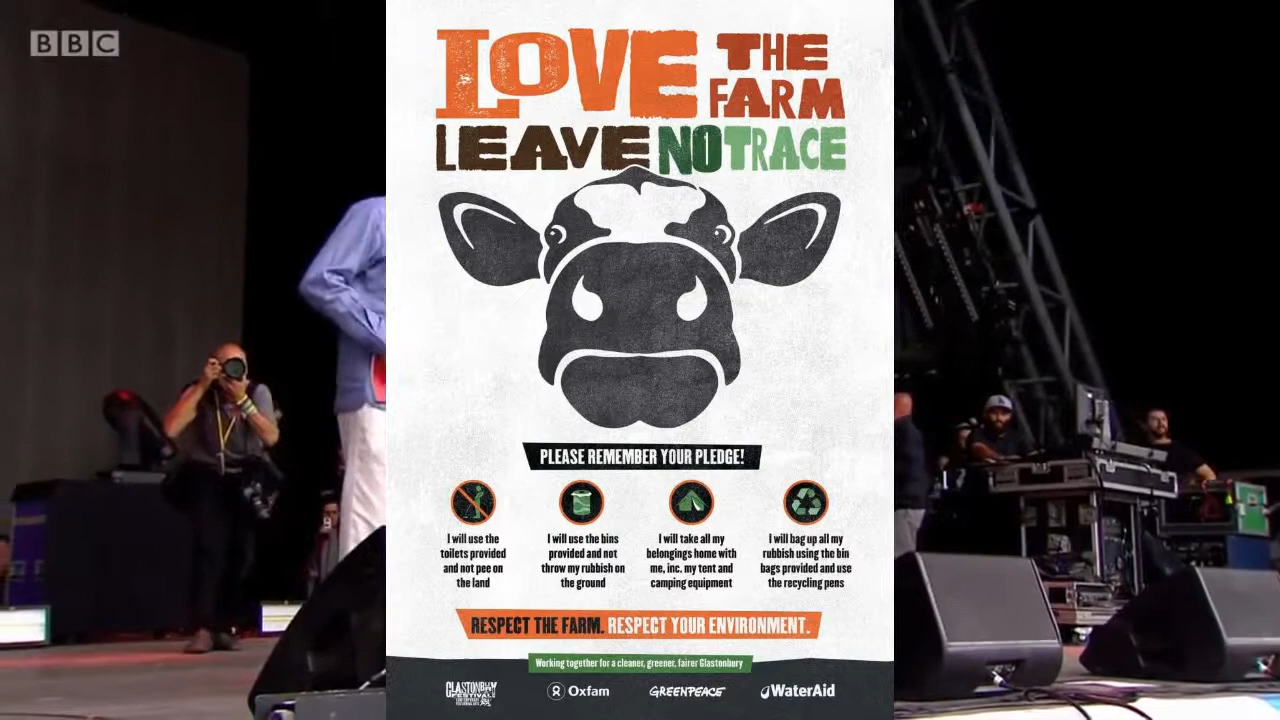 BBC
LOVE THE
FARM
LEAVE NO TRACE
PLEASE REMEMBER YOUR PLEDGE!
I will use the
toilets provided
and not pee on
the land
I will use the bins
provided and not
throw my rubbish on
the ground
I will take all my
belongings home with
me, inc. my tent and
camping equipment
I will bag up all my
rubbish using the bin
bags provided and use
the recycling pens
RESPECT THE FARM. RESPECT YOUR ENVIRONMENT.
Working together for a cleaner, greener, fairer Glastonbury
GLASTONBURY
FESTIVAL
Oxfam
GREENPEACE
WaterAid